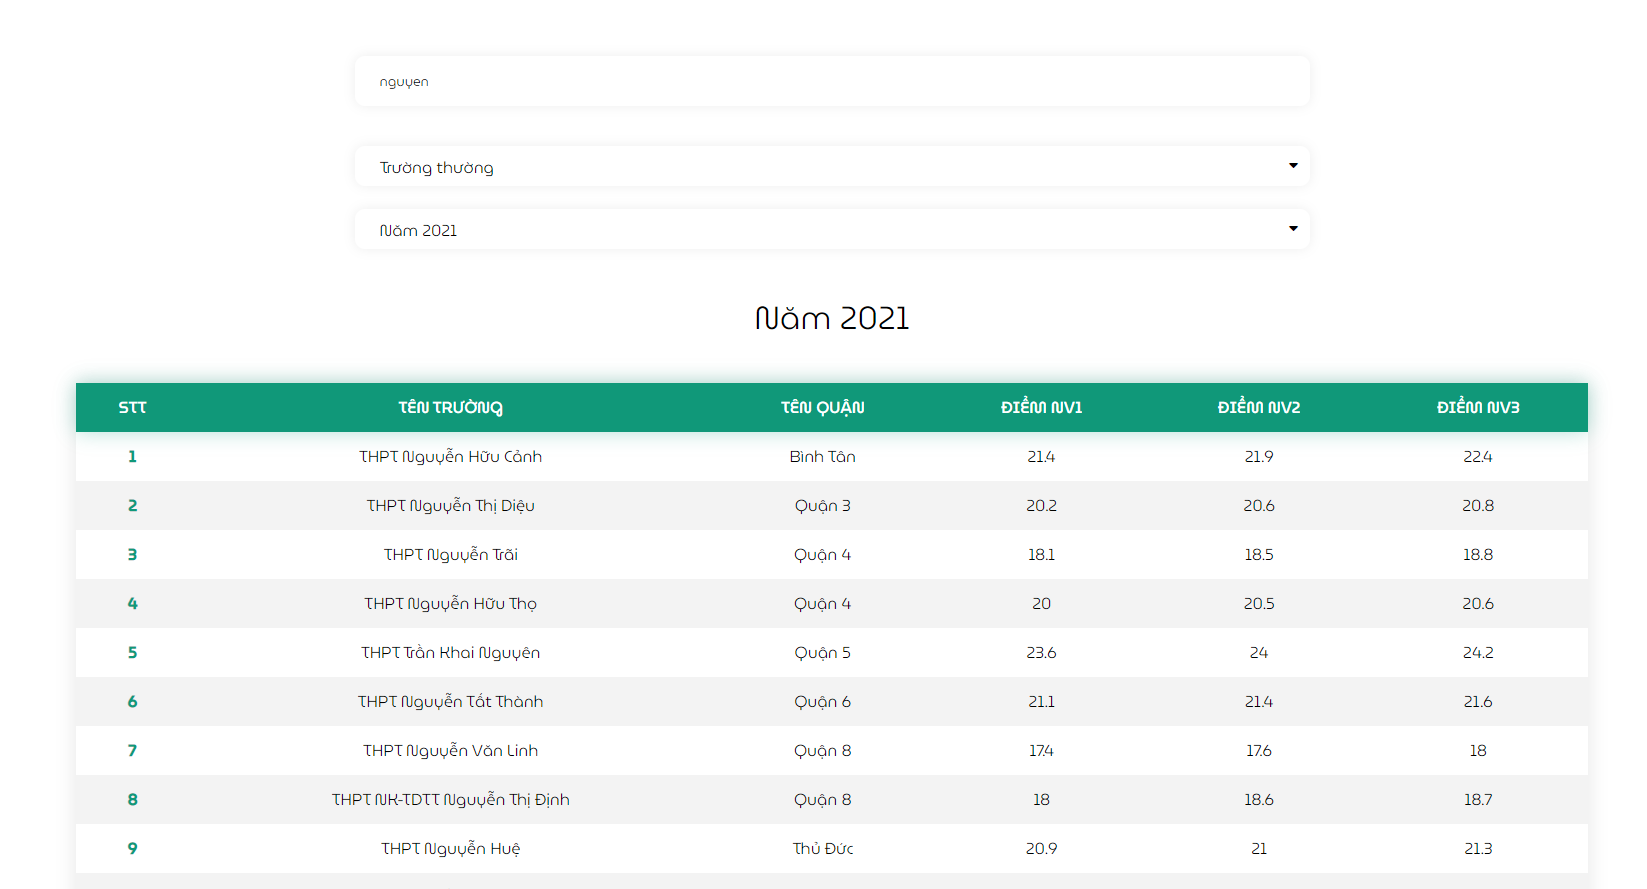 nguyen
Trường thường
Năm 2021
Năm 2021
STT TÊN TRƯỜNG TÊN QUẬN ĐIỂM NV1 ĐIỂM NV2 ĐIỂM NV3
1 THPT Nguyễn Hữu Cảnh Bình Tân 21.4 21.9 22.4
2 THPT Nguyễn Thị Diệu Quận 3 20.2 20.6 20.8
3 THPT Nguyễn Trãi Quận 4 18.1 18.5 18.8
4 THPT Nguyễn Hữu Thọ Quận 4 20 20.5 20.6
5 THPT Trần Khai Nguyên Quận 5 23.6 24 24.2
6 THPT Nguyễn Tất Thành Quận 6 21.1 21.4 21.6
7 THPT Nguyễn Văn Linh Quận 8 17.4 17.6 18
8 THPT NK-TDTT Nguyễn Thị Định Quận 8 18 18.6 18.7
9 THPT Nguyễn Huệ Thủ Đức 20.9 21 21.3